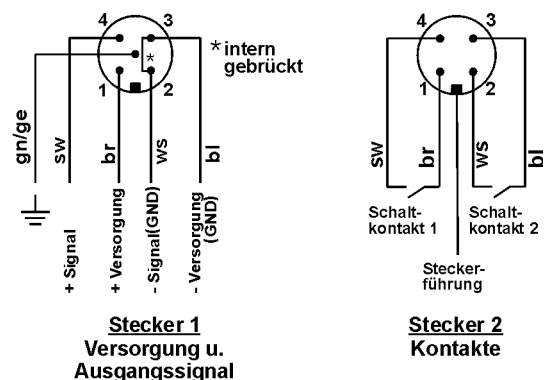 4 3
*
* intern
gebrückt
1 2
gn/ge
sw
br
ws
bl
+ Signal
+ Versorgung
- Signal(GND)
- Versorgung
(GND)
Stecker 1
Versorgung u.
Ausgangssignal
4 3
1 2
sw
br
ws
bl
Schalt-
kontakt 1
Schalt-
kontakt 2
Stecker-
führung
Stecker 2
Kontakte